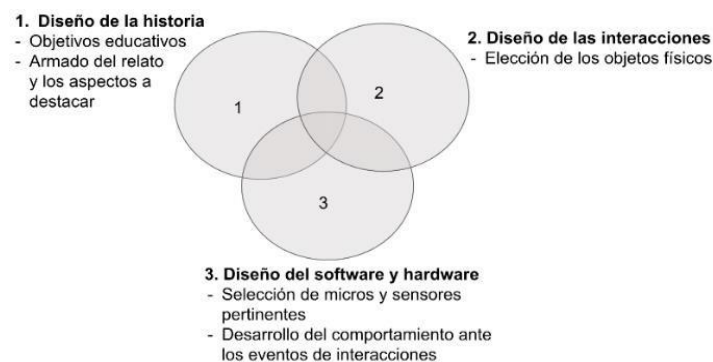 1. Diseño de la historia
- Objetivos educativos
- Armado del relato
y los aspectos a
destacar
2. Diseño de las interacciones
- Elección de los objetos físicos
1
2
3
3. Diseño del software y hardware
- Selección de micros y sensores
pertinentes
- Desarrollo del comportamiento ante
los eventos de interacciones